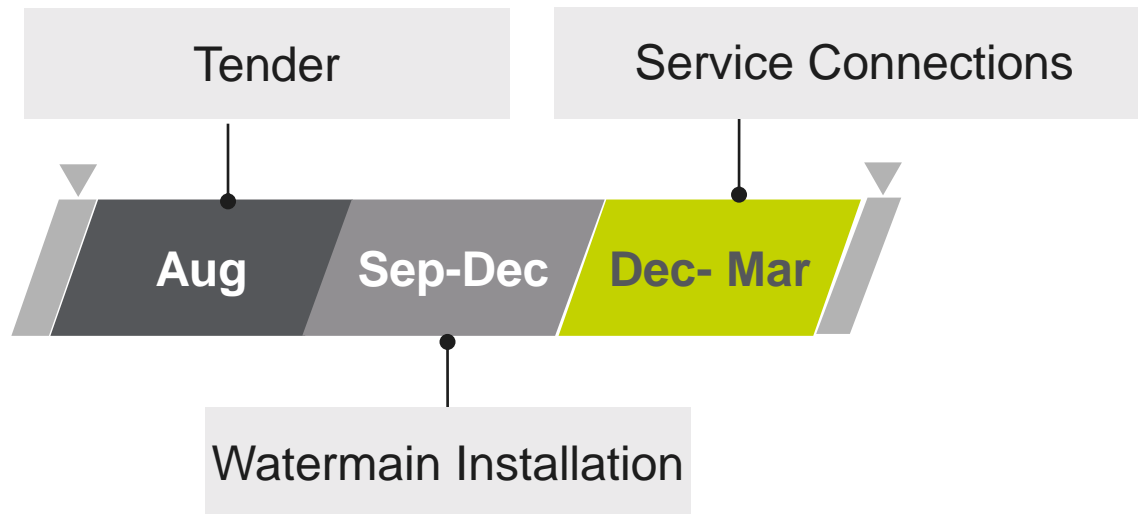 Tender
Service Connections
Aug
Sep-Dec
Dec- Mar
Watermain Installation